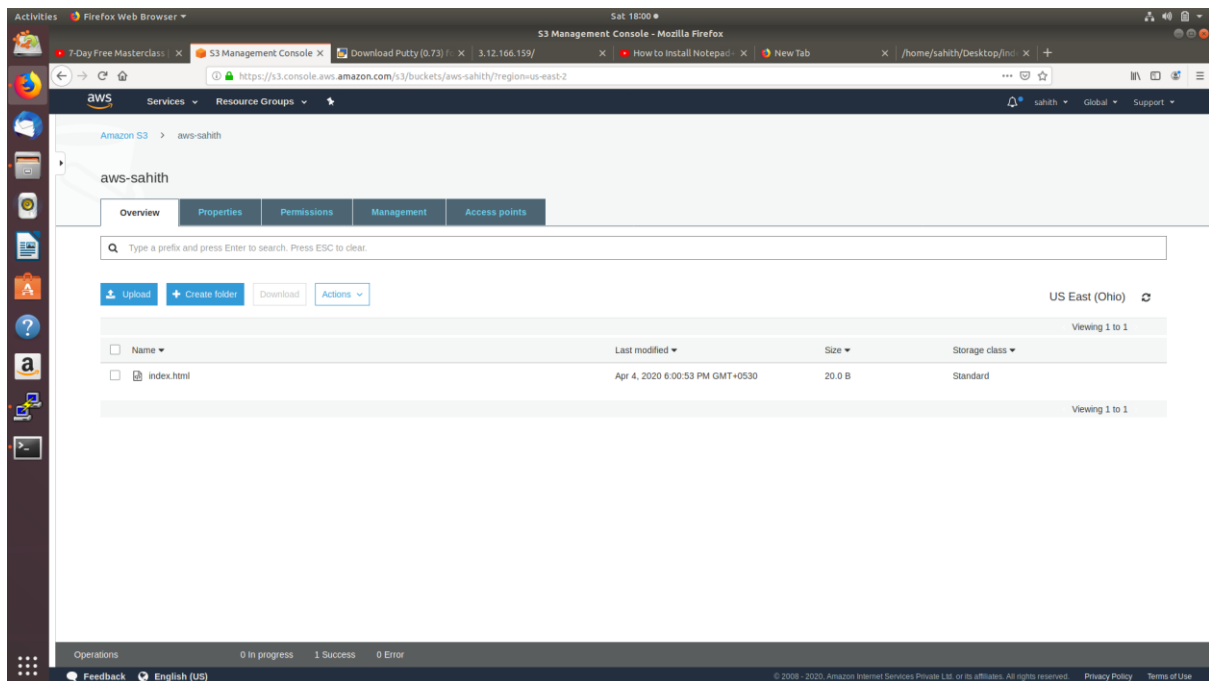 Activities Firefox Web Browser Sat 18:00
S3 Management Console - Mozilla Firefox
7-Day Free Masterclass | S3 Management Console Download Putty (0.73) f 3.12.166.159/ How to Install Notepad New Tab /home/sahith/Desktop/ind
https://s3.console.aws.amazon.com/s3/buckets/aws-sahith/?region=us-east-2
aws Services Resource Groups sahith Global Support
Amazon S3 > aws-sahith
aws-sahith
Overview Properties Permissions Management Access points
Type a prefix and press Enter to search. Press ESC to clear.
Upload + Create folder Download Actions US East (Ohio)
Viewing 1 to 1
Name Last modified Size Storage class
index.html Apr 4, 2020 6:00:53 PM GMT+0530 20.0 B Standard
Viewing 1 to 1
Operations 0 In progress 1 Success 0 Error
Feedback English (US) © 2008 - 2020, Amazon Internet Services Private Ltd. or its affiliates. All rights reserved. Privacy Policy Terms of Use